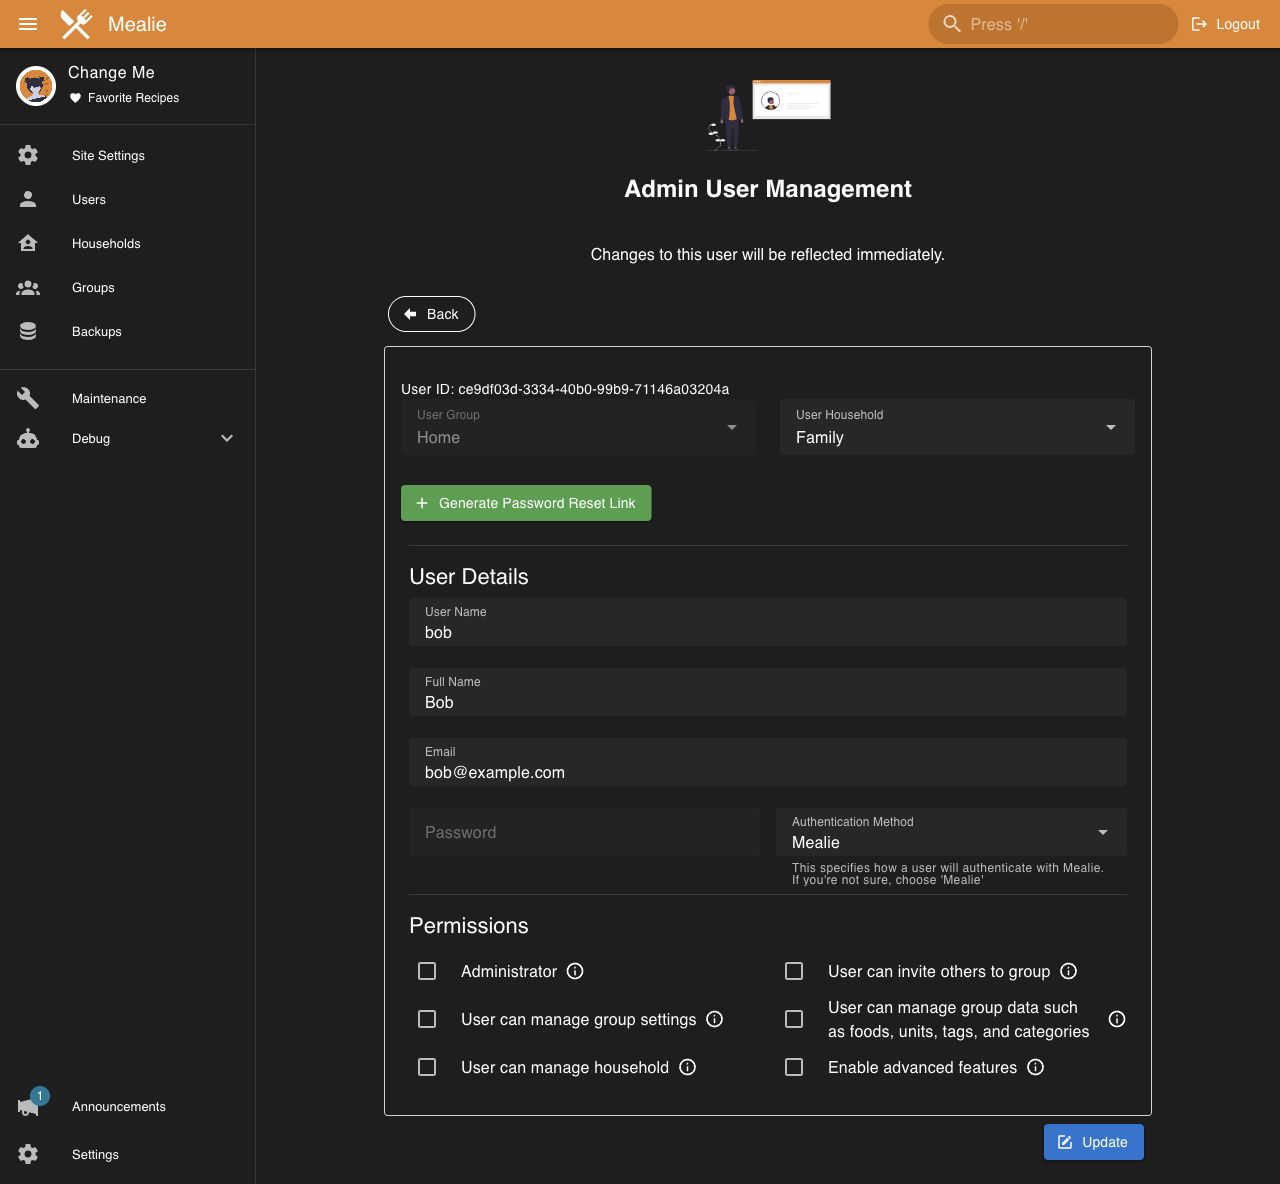 Mealie
Press '/'
Logout
Change Me
Favorite Recipes
Site Settings
Users
Households
Groups
Backups
Maintenance
Debug
1
Announcements
Settings
Admin User Management
Changes to this user will be reflected immediately.
Back
User ID: ce9df03d-3334-40b0-99b9-71146a03204a
User Group
Home
User Household
Family
Generate Password Reset Link
User Details
User Name
bob
Full Name
Bob
Email
bob@example.com
Password
Authentication Method
Mealie
This specifies how a user will authenticate with Mealie.
If you're not sure, choose 'Mealie'
Permissions
Administrator
User can invite others to group
User can manage group settings
User can manage group data such
as foods, units, tags, and categories
User can manage household
Enable advanced features
Update